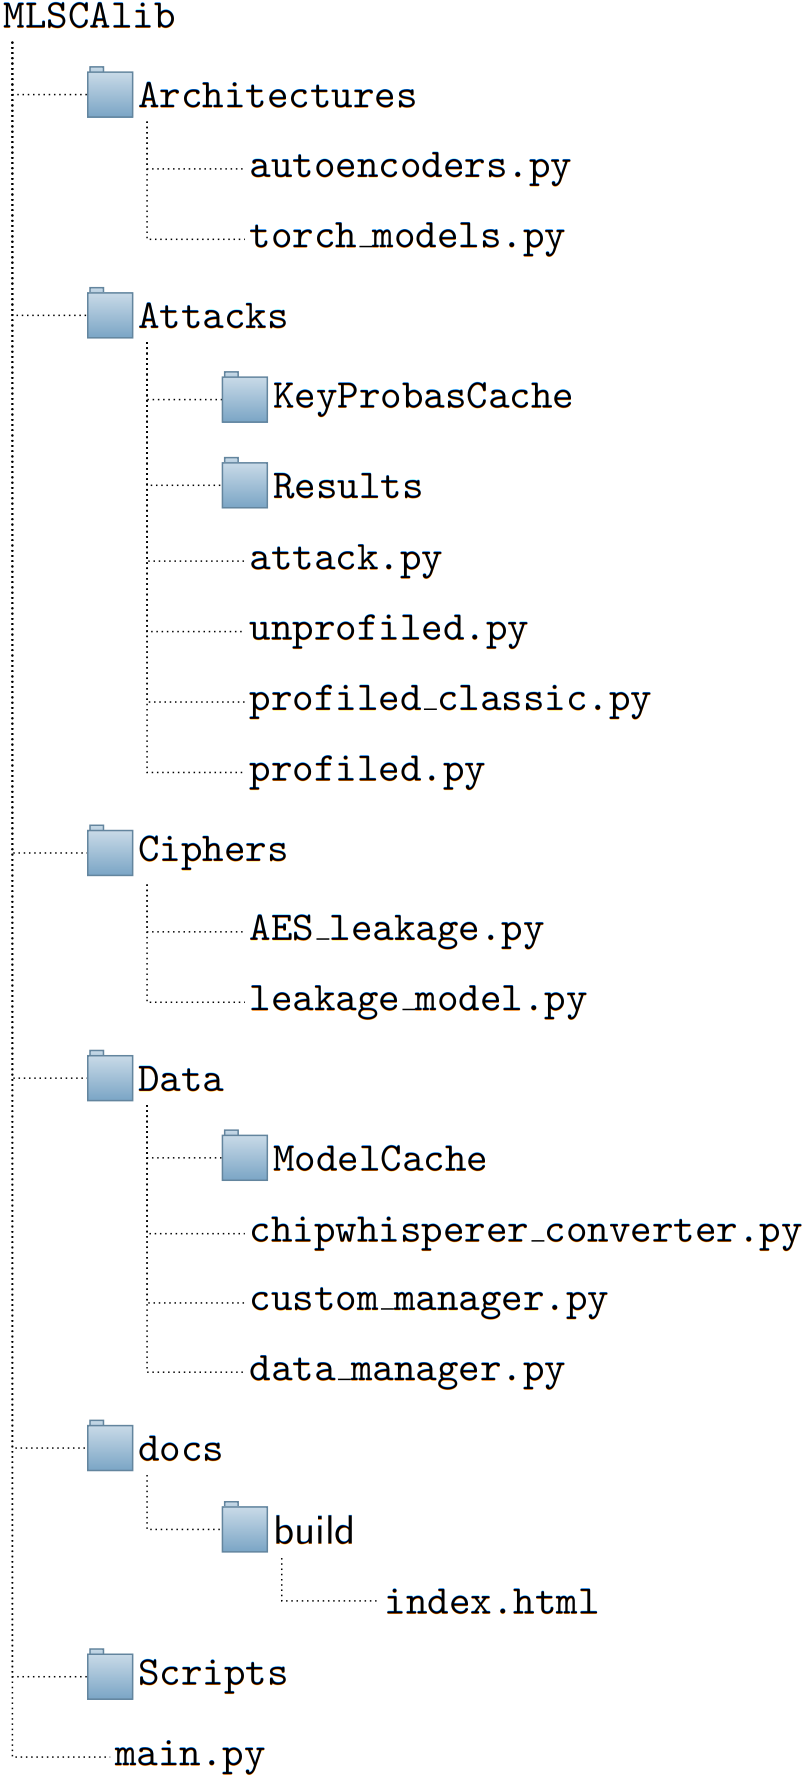 MLSCAlib
Architectures
autoencoders.py
torch_models.py
Attacks
KeyProbasCache
Results
attack.py
unprofiled.py
profiled_classic.py
profiled.py
Ciphers
AES_leakage.py
leakage_model.py
Data
ModelCache
chipwhisperer_converter.py
custom_manager.py
data_manager.py
docs
build
index.html
Scripts
main.py